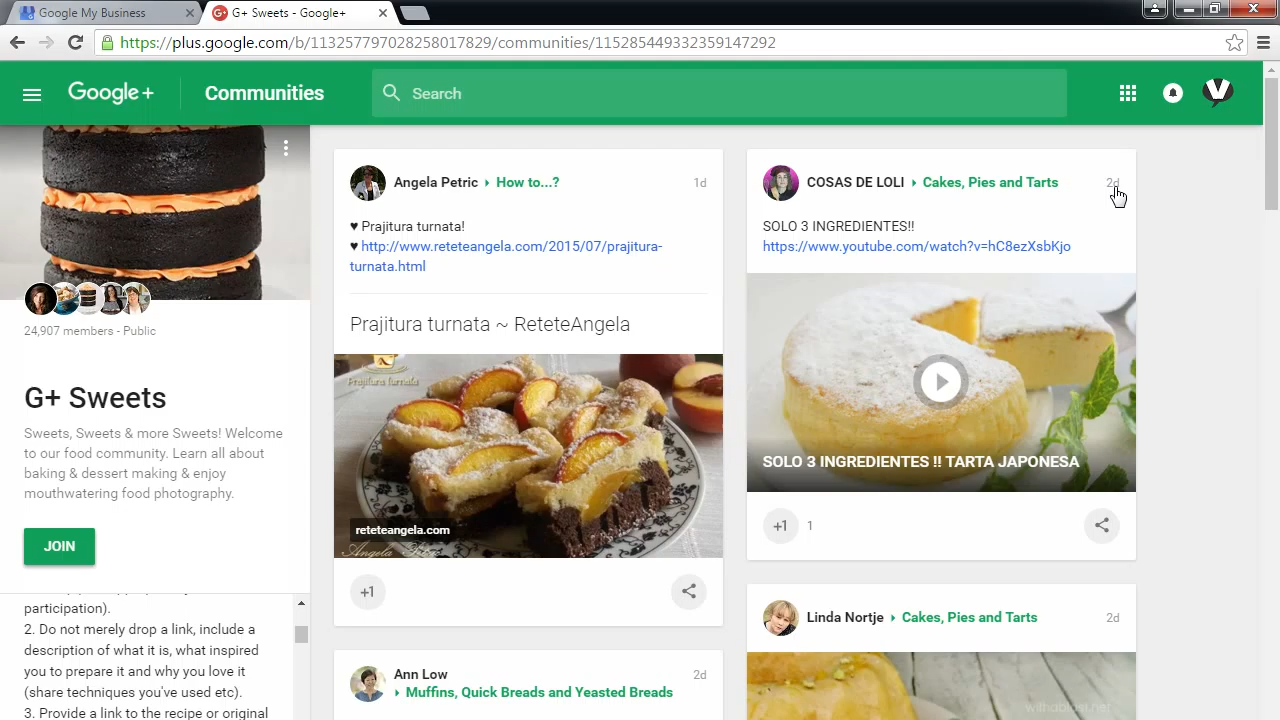 Google My Business
G+ Sweets - Google+
https://plus.google.com/b/113257797028258017829/communities/115285449332359147292
Google+
Communities
Search
24,907 members - Public
G+ Sweets
Sweets, Sweets & more Sweets! Welcome
to our food community. Learn all about
baking & dessert making & enjoy
mouthwatering food photography.
JOIN
participation).
2. Do not merely drop a link, include a
description of what it is, what inspired
you to prepare it and why you love it
(share techniques you've used etc).
3. Provide a link to the recipe or original
Angela Petric ‣ How to...? 1d
♥ Prajitura turnata!
♥ http://www.reteteangela.com/2015/07/prajitura-
turnata.html
Prajitura turnata ~ ReteteAngela
Prajitura turnata
reteteangela.com
+1
Ann Low 2d
‣ Muffins, Quick Breads and Yeasted Breads
COSAS DE LOLI ‣ Cakes, Pies and Tarts 2d
SOLO 3 INGREDIENTES!!
https://www.youtube.com/watch?v=hC8ezXsbKjo
SOLO 3 INGREDIENTES !! TARTA JAPONESA
+1 1
Linda Nortje ‣ Cakes, Pies and Tarts 2d
withablast.net